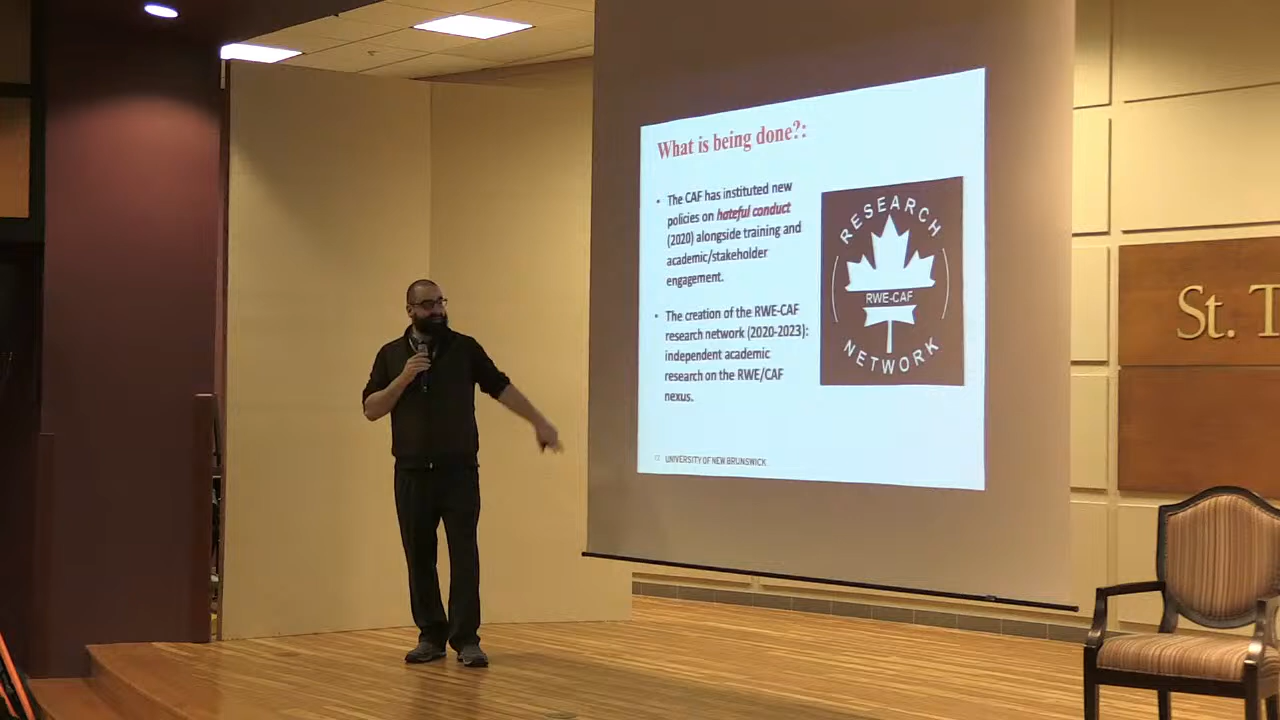 What is being done?:
• The CAF has instituted new
policies on hateful conduct
(2020) alongside training and
academic/stakeholder
engagement.
• The creation of the RWE-CAF
research network (2020-2023):
independent academic
research on the RWE/CAF
nexus.
UNIVERSITY OF NEW BRUNSWICK
RESEARCH
RWE-CAF
NETWORK
St. T